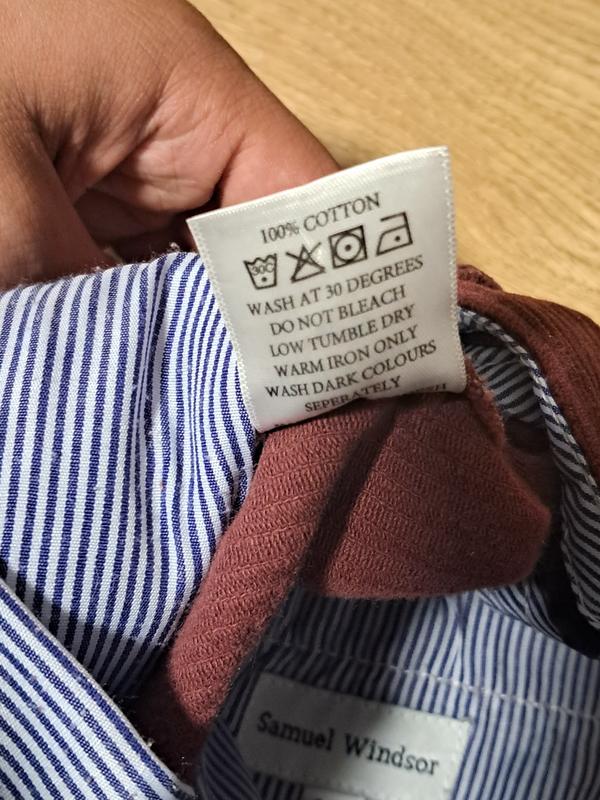 100% COTTON
30C
WASH AT 30 DEGREES
DO NOT BLEACH
LOW TUMBLE DRY
WARM IRON ONLY
WASH DARK COLOURS
SEPERATELY
Samuel Windsor